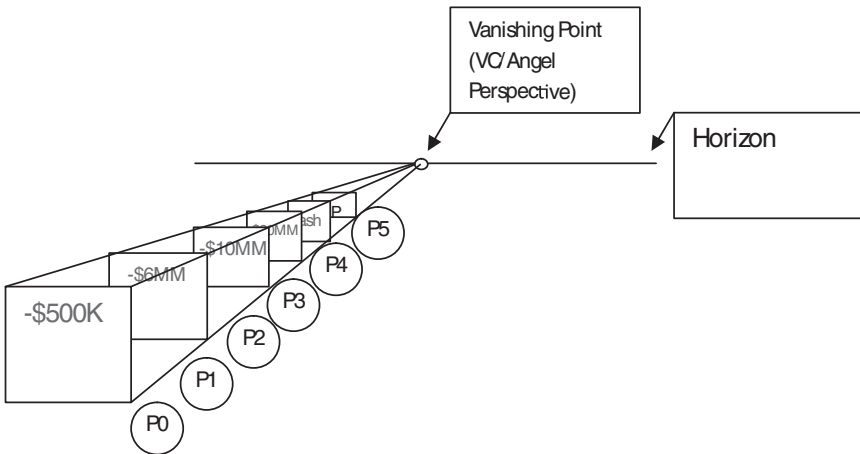 Vanishing Point
(VC/Angel
Perspective)
Horizon
P
P5
-$10MM
P4
-$6MM
P3
-$500K
P2
P1
P0